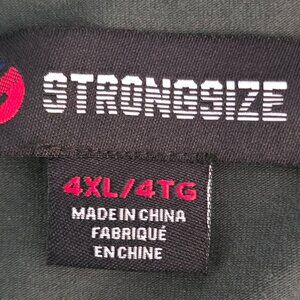 STRONGSIZE
4XL/4TG
MADE IN CHINA
FABRIQUÉ
EN CHINE